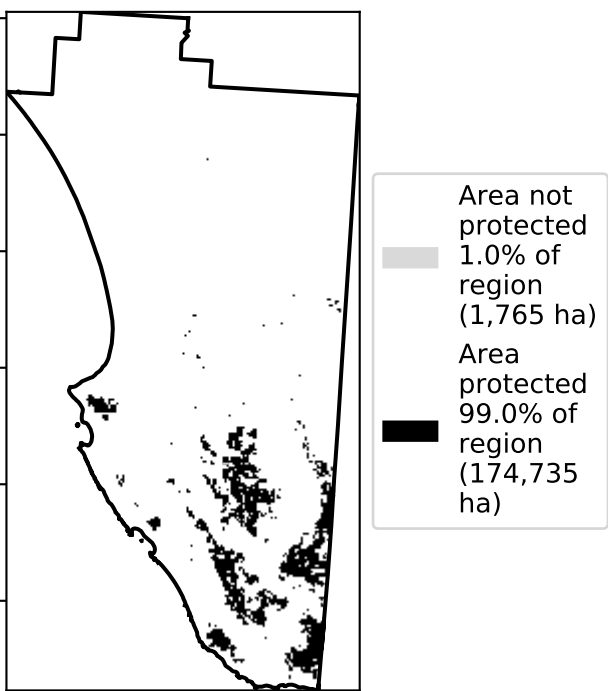 Area not
protected
1.0% of
region
(1,765 ha)
Area
protected
99.0% of
region
(174,735
ha)